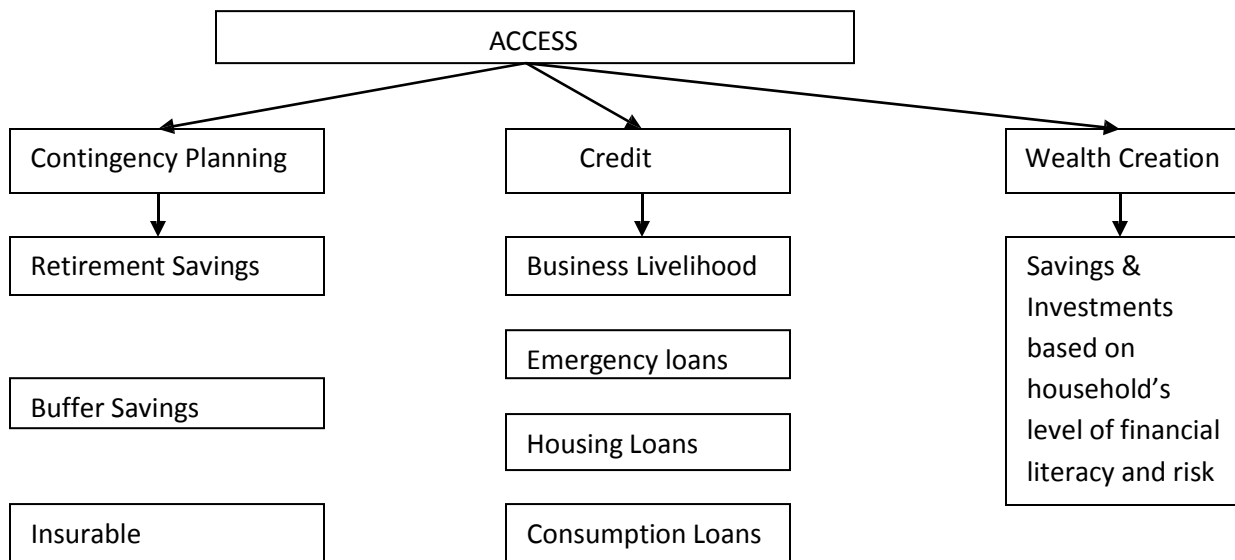 ACCESS
Contingency Planning
Credit
Wealth Creation
Retirement Savings
Buffer Savings
Insurable
Business Livelihood
Emergency loans
Housing Loans
Consumption Loans
Savings &
Investments
based on
household’s
level of financial
literacy and risk